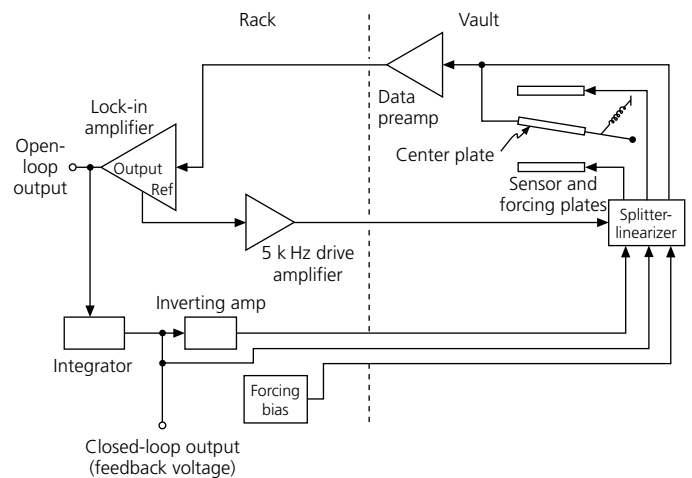 Rack
Vault
Data
preamp
Lock-in
amplifier
Open-
loop
output
Output
Ref
Center plate
Sensor and
forcing plates
Splitter-
linearizer
5 k Hz drive
amplifier
Inverting amp
Integrator
Forcing
bias
Closed-loop output
(feedback voltage)